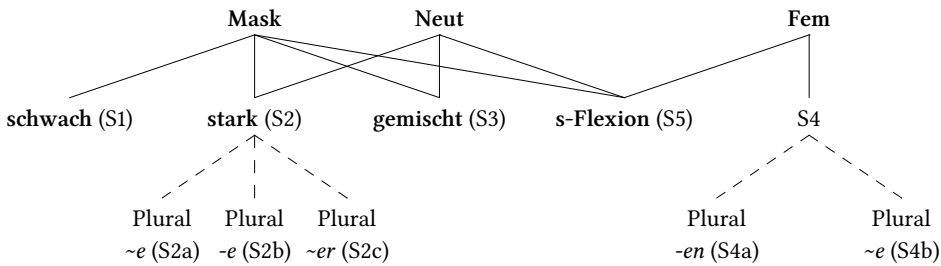 Mask Neut Fem
schwach (S1) stark (S2) gemischt (S3) s-Flexion (S5) S4
Plural Plural Plural Plural Plural
~e (S2a) -e (S2b) ~er (S2c) -en (S4a) ~e (S4b)